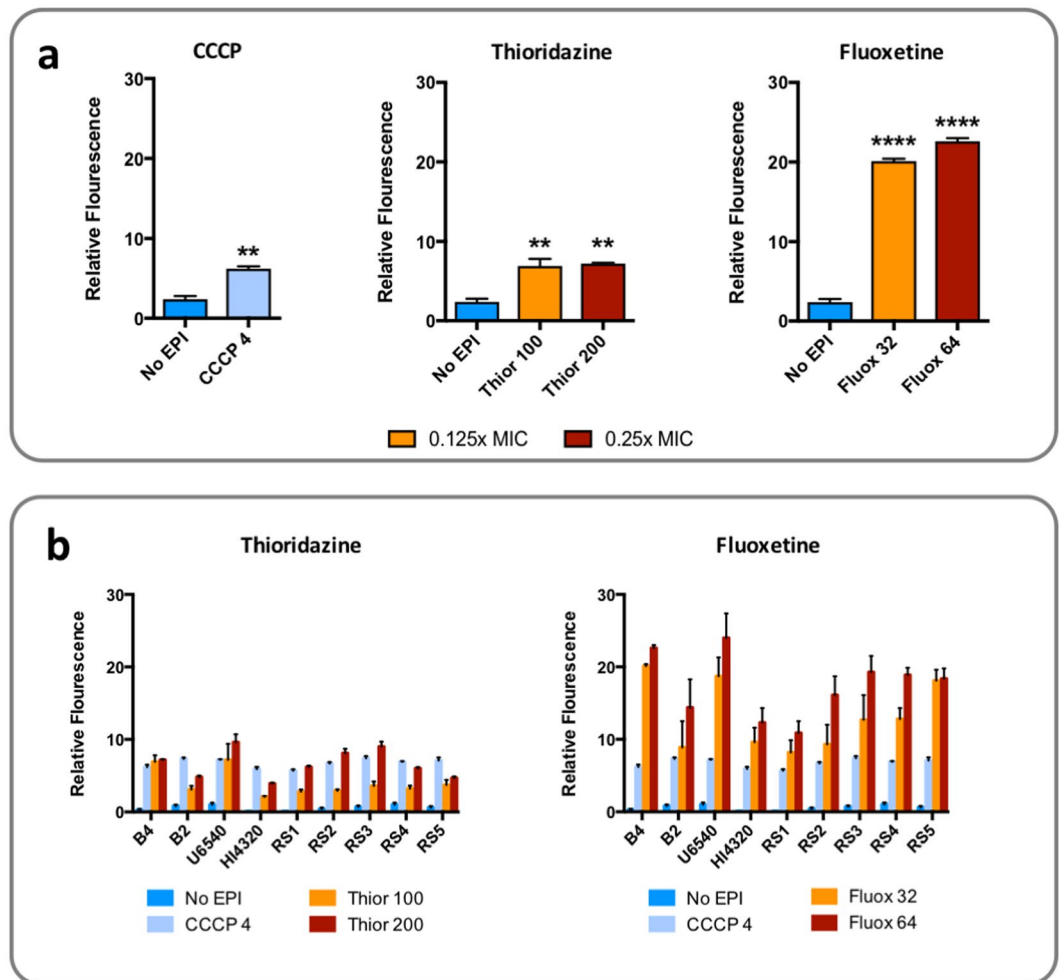 a
CCCP
Thioridazine
Fluoxetine
Relative Flourescence
30
20
10
0
**
No EPI
CCCP 4
Relative Flourescence
30
20
10
0
**
**
No EPI
Thior 100
Thior 200
Relative Flourescence
30
20
10
0
****
****
No EPI
Fluox 32
Fluox 64
0.125x MIC
0.25x MIC
b
Thioridazine
Fluoxetine
Relative Flourescence
30
20
10
0
B4
B2
U6540
HI4320
RS1
RS2
RS3
RS4
RS5
No EPI
Thior 100
CCCP 4
Thior 200
Relative Flourescence
30
20
10
0
B4
B2
U6540
HI4320
RS1
RS2
RS3
RS4
RS5
No EPI
Fluox 32
CCCP 4
Fluox 64